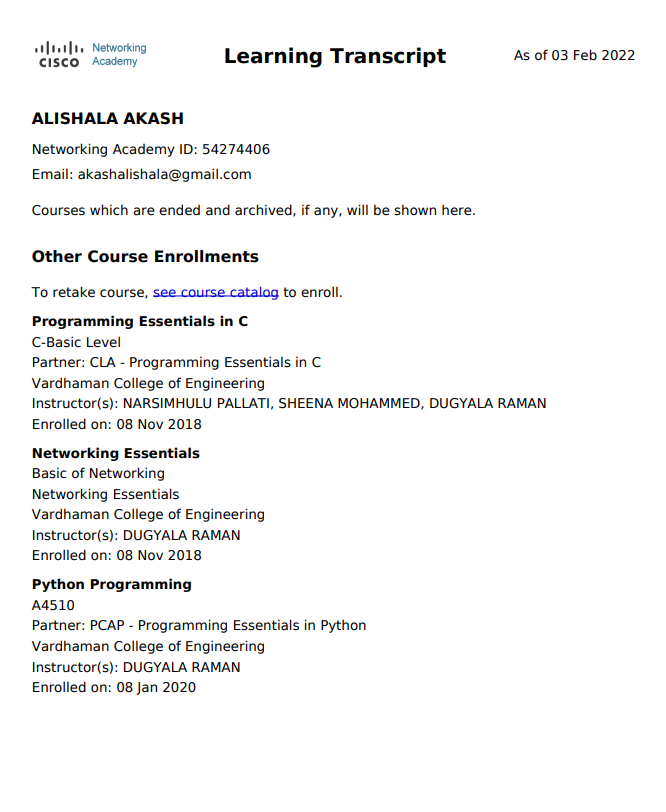 CISCO
Networking
Academy
Learning Transcript
As of 03 Feb 2022
ALISHALA AKASH
Networking Academy ID: 54274406
Email: akashalishala@gmail.com
Courses which are ended and archived, if any, will be shown here.
Other Course Enrollments
To retake course, see course catalog to enroll.
Programming Essentials in C
C-Basic Level
Partner: CLA - Programming Essentials in C
Vardhaman College of Engineering
Instructor(s): NARSIMHULU PALLATI, SHEENA MOHAMMED, DUGYALA RAMAN
Enrolled on: 08 Nov 2018
Networking Essentials
Basic of Networking
Networking Essentials
Vardhaman College of Engineering
Instructor(s): DUGYALA RAMAN
Enrolled on: 08 Nov 2018
Python Programming
A4510
Partner: PCAP - Programming Essentials in Python
Vardhaman College of Engineering
Instructor(s): DUGYALA RAMAN
Enrolled on: 08 Jan 2020